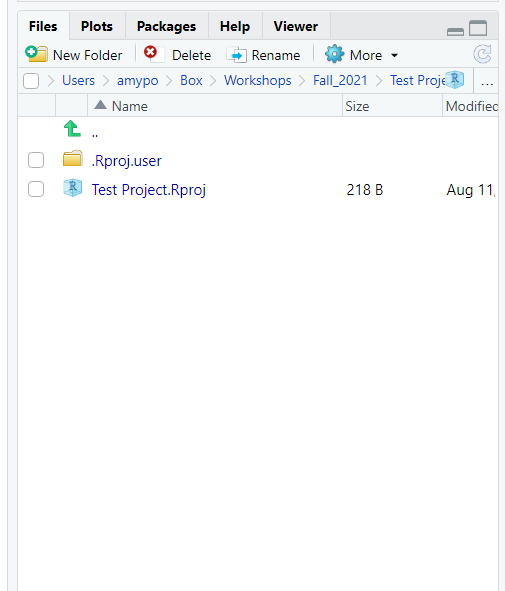 Files Plots Packages Help Viewer
New Folder Delete Rename More
Users amypo Box Workshops Fall_2021 Test Proje R ...
Name Size Modified
..
.Rproj.user
R Test Project.Rproj 218 B Aug 11,